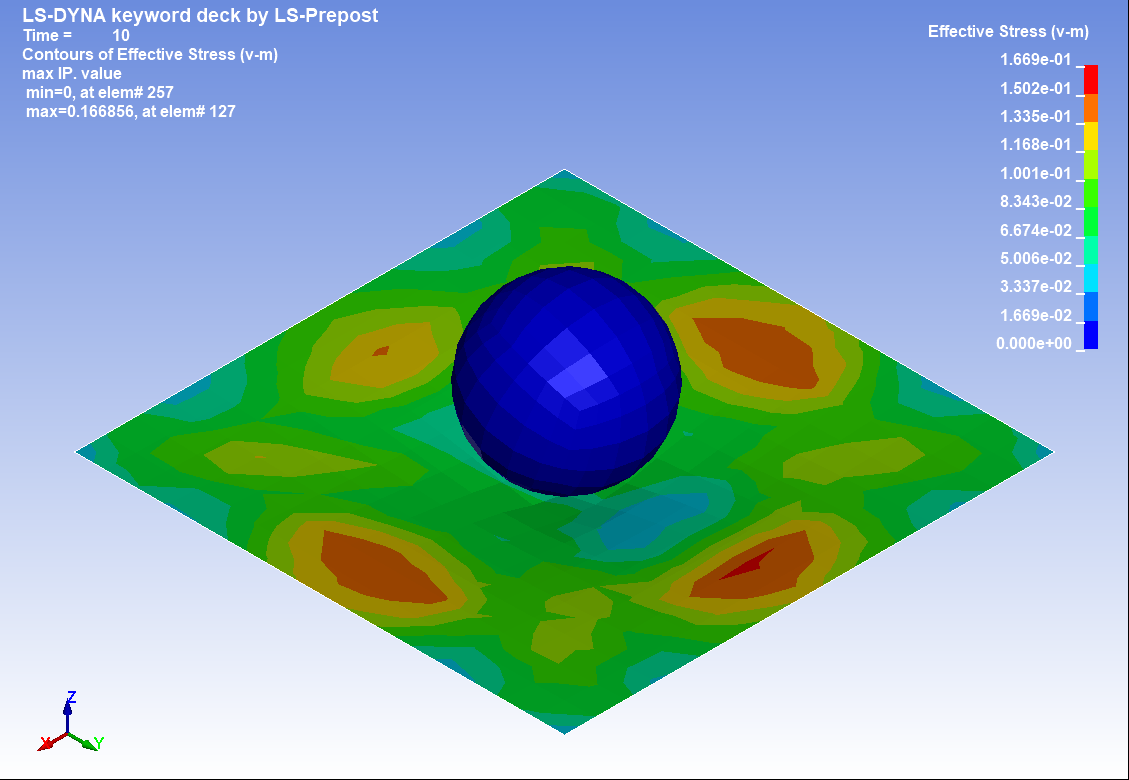 LS-DYNA keyword deck by LS-Prepost
Time = 10
Contours of Effective Stress (v-m)
max IP. value
min=0, at elem# 257
max=0.166856, at elem# 127
Effective Stress (v-m)
1.669e-01
1.502e-01
1.335e-01
1.168e-01
1.001e-01
8.343e-02
6.674e-02
5.006e-02
3.337e-02
1.669e-02
0.000e+00
Z
X
Y